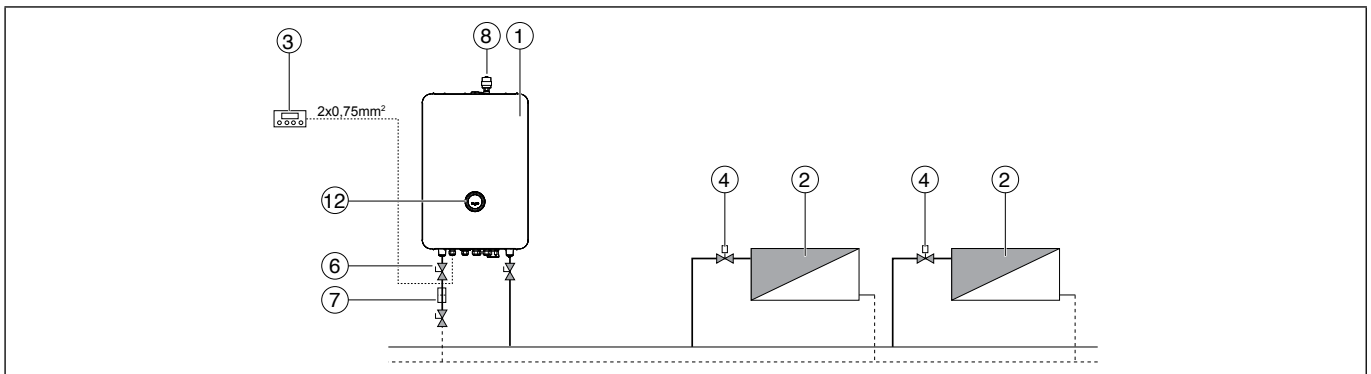 ③ ⑧ ①
2x0,75mm²
⑫ ④ ② ④ ②
⑥
⑦